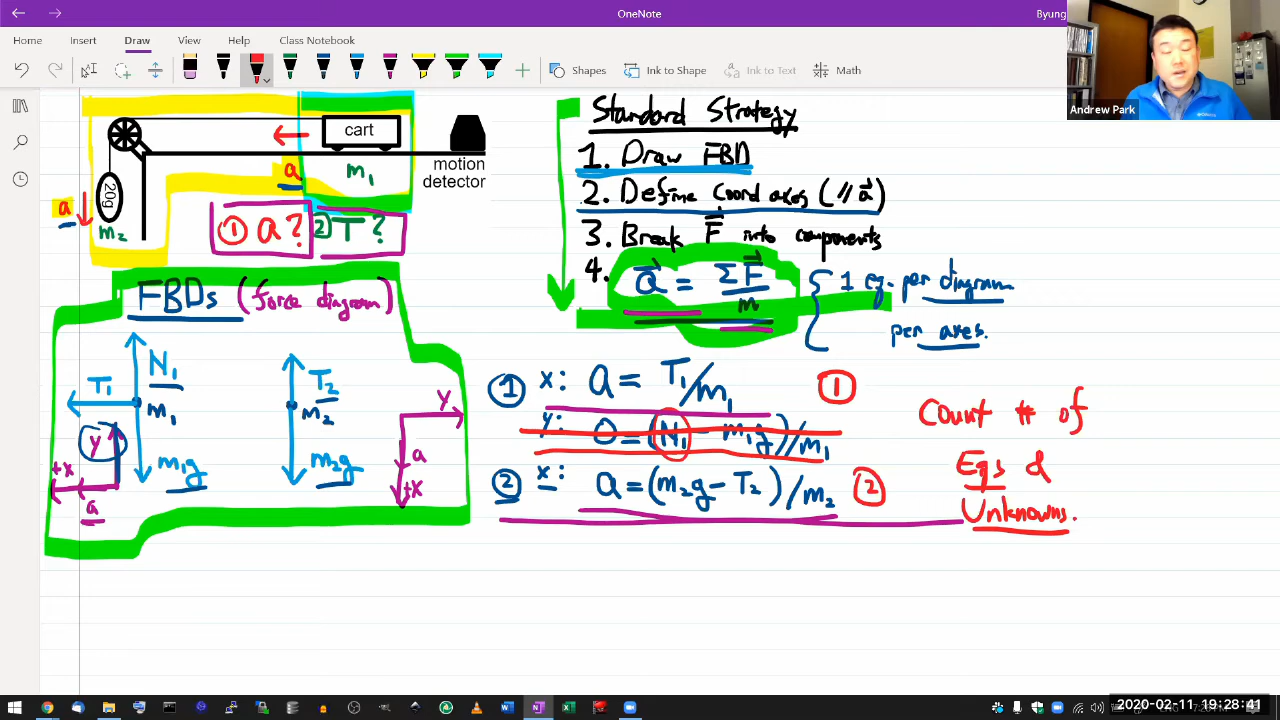 OneNote
Byung
Home Insert Draw View Help Class Notebook
Shapes Ink to Shape Ink to Text Math
Andrew Park
cart
motion
detector
20g
m2
m1
a
a
① a?
② T?
Standard Strategy
1. Draw FBD
2. Define Coord axes (// a)
3. Break F into components
4. a = ΣF/m
1 eq. per diagram
per axes.
FBDs (force diagram)
N1
T1
m1
m1g
y
+x
a
T2
m2
m2g
y
a
+x
① x: a = T1/m1 ①
y: 0 = (N1 - m1g)/m1
② x: a = (m2g - T2)/m2 ②
Count # of
Eqs &
Unknowns.
2020-02-11 19:28:41